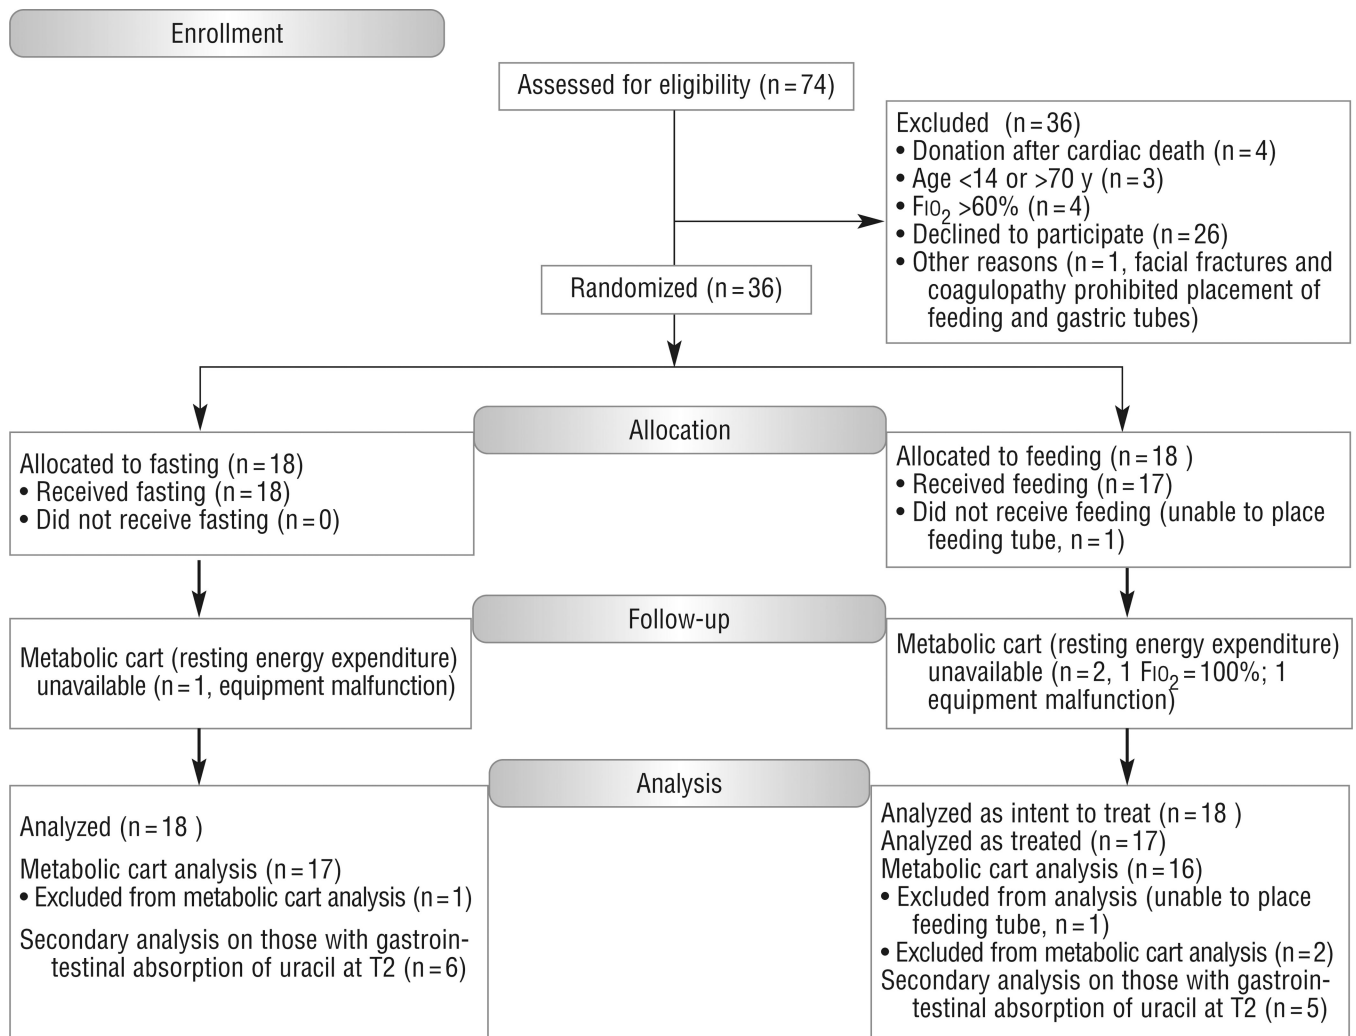 Enrollment
Assessed for eligibility (n=74)
Excluded (n=36)
• Donation after cardiac death (n=4)
• Age <14 or >70 y (n=3)
• FIO2 >60% (n=4)
• Declined to participate (n=26)
• Other reasons (n=1, facial fractures and
coagulopathy prohibited placement of
feeding and gastric tubes)
Randomized (n=36)
Allocation
Allocated to fasting (n=18)
• Received fasting (n=18)
• Did not receive fasting (n=0)
Allocated to feeding (n=18 )
• Received feeding (n=17)
• Did not receive feeding (unable to place
feeding tube, n=1)
Follow-up
Metabolic cart (resting energy expenditure)
unavailable (n=1, equipment malfunction)
Metabolic cart (resting energy expenditure)
unavailable (n=2, 1 FIO2=100%; 1
equipment malfunction)
Analysis
Analyzed (n=18 )
Metabolic cart analysis (n=17)
• Excluded from metabolic cart analysis (n=1)
Secondary analysis on those with gastroin-
testinal absorption of uracil at T2 (n=6)
Analyzed as intent to treat (n=18 )
Analyzed as treated (n=17)
Metabolic cart analysis (n=16)
• Excluded from analysis (unable to place
feeding tube, n=1)
• Excluded from metabolic cart analysis (n=2)
Secondary analysis on those with gastroin-
testinal absorption of uracil at T2 (n=5)